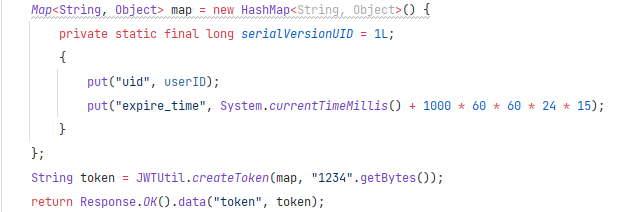 Map<String, Object> map = new HashMap<String, Object>() {
private static final long serialVersionUID = 1L;
{
put("uid", userID);
put("expire_time", System.currentTimeMillis() + 1000 * 60 * 60 * 24 * 15);
}
};
String token = JWTUtil.createToken(map, "1234".getBytes());
return Response.OK().data("token", token);